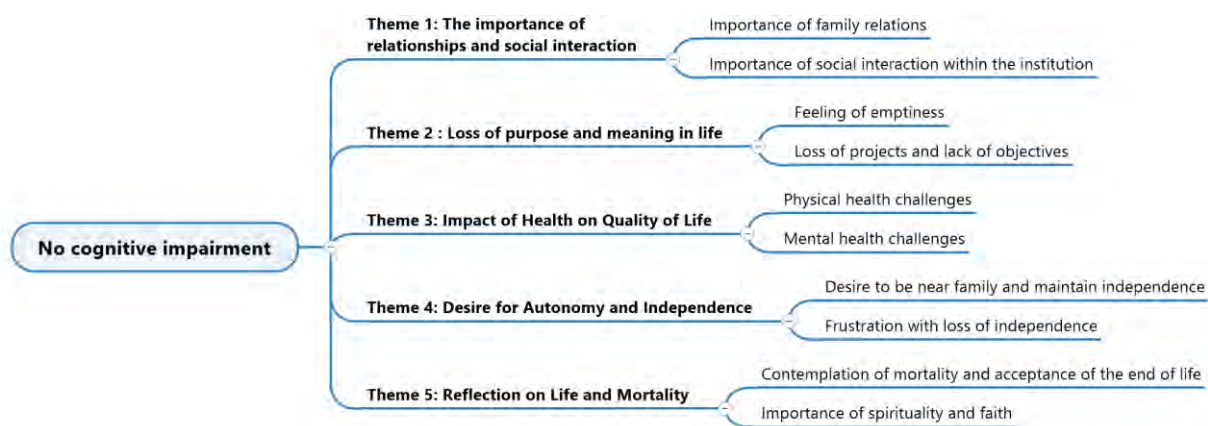 No cognitive impairment
Theme 1: The importance of
relationships and social interaction
Importance of family relations
Importance of social interaction within the institution
Theme 2 : Loss of purpose and meaning in life
Feeling of emptiness
Loss of projects and lack of objectives
Theme 3: Impact of Health on Quality of Life
Physical health challenges
Mental health challenges
Theme 4: Desire for Autonomy and Independence
Desire to be near family and maintain independence
Frustration with loss of independence
Theme 5: Reflection on Life and Mortality
Contemplation of mortality and acceptance of the end of life
Importance of spirituality and faith